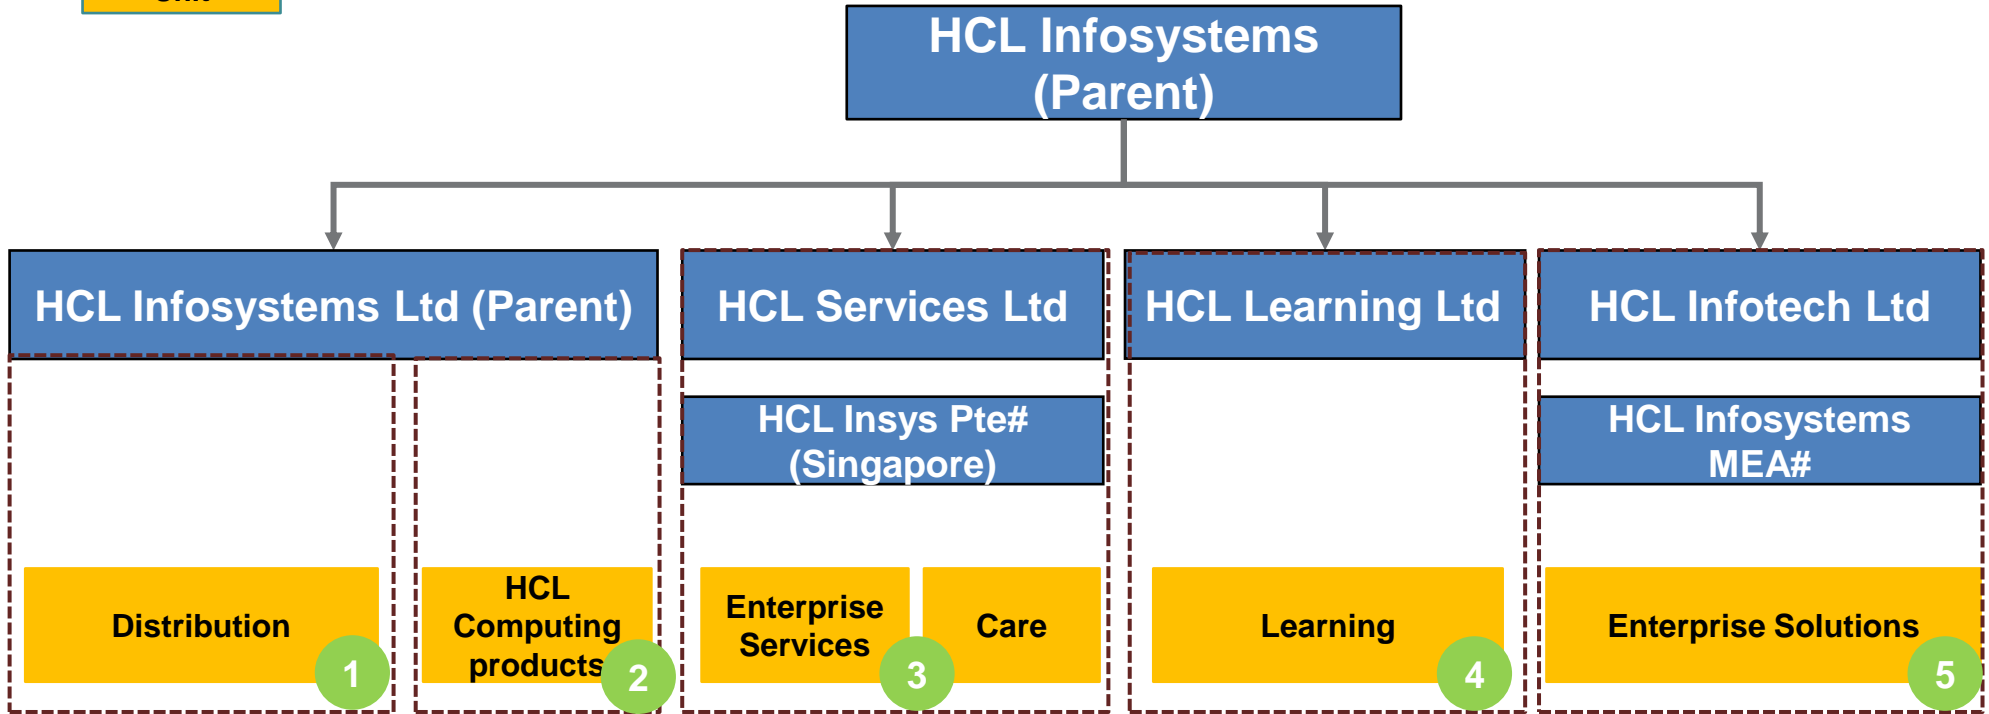 Unit
HCL Infosystems
(Parent)
HCL Infosystems Ltd (Parent)
HCL Services Ltd
HCL Learning Ltd
HCL Infotech Ltd
HCL Insys Pte#
(Singapore)
HCL Infosystems
MEA#
Distribution
HCL
Computing
products
Enterprise
Services
Care
Learning
Enterprise Solutions
1
2
3
4
5